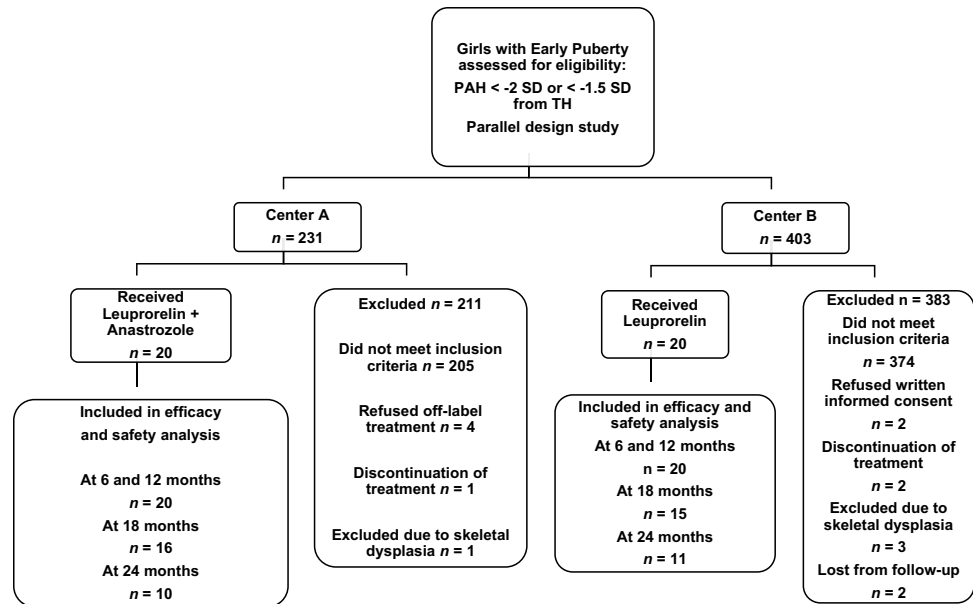 Girls with Early Puberty
assessed for eligibility:
PAH < -2 SD or < -1.5 SD
from TH
Parallel design study
Center A
n = 231
Center B
n = 403
Received
Leuprorelin +
Anastrozole
n = 20
Excluded n = 211
Did not meet inclusion
criteria n = 205
Refused off-label
treatment n = 4
Discontinuation of
treatment n = 1
Excluded due to skeletal
dysplasia n = 1
Received
Leuprorelin
n = 20
Excluded n = 383
Did not meet
inclusion criteria
n = 374
Refused written
informed consent
n = 2
Discontinuation of
treatment
n = 2
Excluded due to
skeletal dysplasia
n = 3
Lost from follow-up
n = 2
Included in efficacy
and safety analysis
At 6 and 12 months
n = 20
At 18 months
n = 16
At 24 months
n = 10
Included in efficacy and
safety analysis
At 6 and 12 months
n = 20
At 18 months
n = 15
At 24 months
n = 11